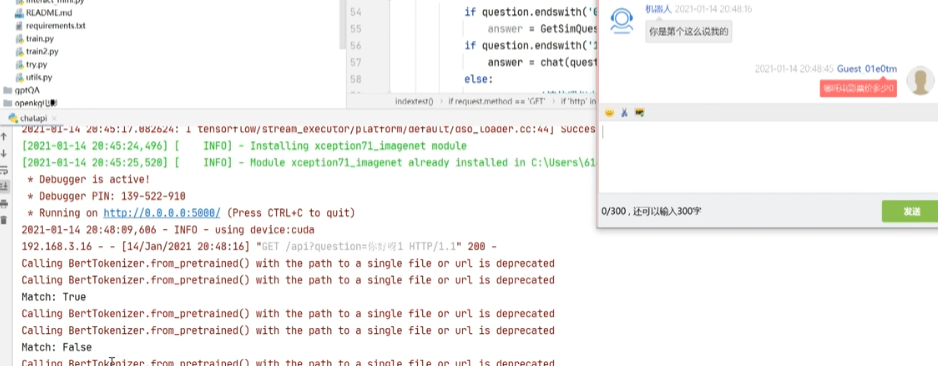 README.md
requirements.txt
train.py
train2.py
try.py
utils.py
gptQA
54 if question.endswith('
55 answer = GetSimQues
56 if question.endswith('
57 answer = chat(quest
58 else:
indextest() › if request.method == 'GET' › if 'http' in
chatapi ×
2021-01-14 20:45:17.082624: I tensorflow/stream_executor/platform/default/dso_loader.cc:44] Succes
[2021-01-14 20:45:24,496] [ INFO] - Installing xception71_imagenet module
[2021-01-14 20:45:25,520] [ INFO] - Module xception71_imagenet already installed in C:\Users\61
* Debugger is active!
* Debugger PIN: 139-522-910
* Running on http://0.0.0.0:5000/ (Press CTRL+C to quit)
2021-01-14 20:48:09,606 - INFO - using device:cuda
192.168.3.16 - - [14/Jan/2021 20:48:16] "GET /api?question=你好呀1 HTTP/1.1" 200 -
Calling BertTokenizer.from_pretrained() with the path to a single file or url is deprecated
Calling BertTokenizer.from_pretrained() with the path to a single file or url is deprecated
Match: True
Calling BertTokenizer.from_pretrained() with the path to a single file or url is deprecated
Calling BertTokenizer.from_pretrained() with the path to a single file or url is deprecated
Match: False
Calling BertTokenizer.from_pretrained() with the path to a single file or url is deprecated
机器人 2021-01-14 20:48:16
你是第个这么说我的
2021-01-14 20:48:45 Guest_01e0tm
0/300 , 还可以输入300字
发送